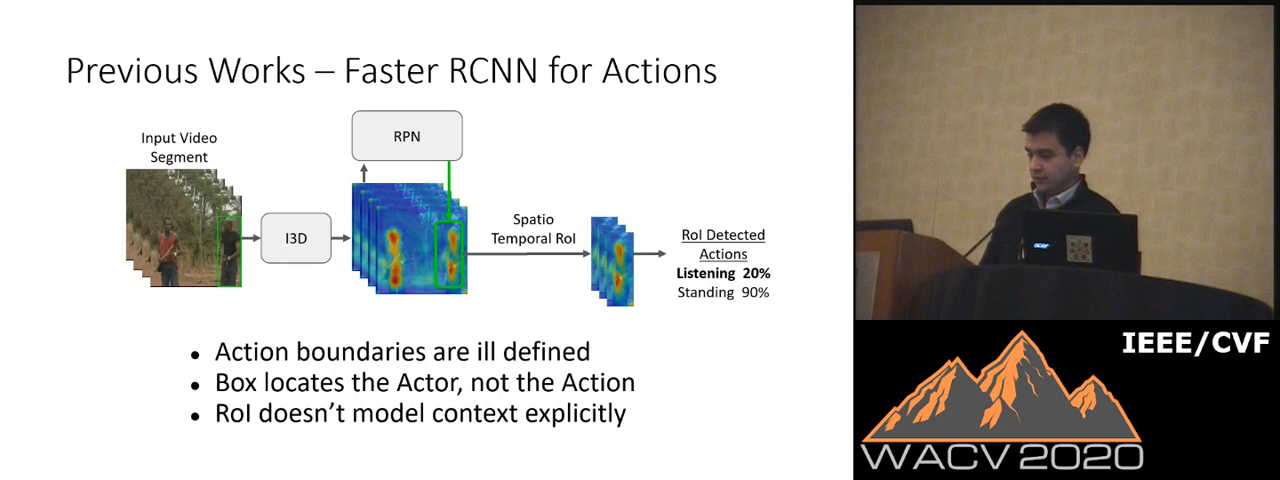 Previous Works – Faster RCNN for Actions
Input Video
Segment
RPN
I3D
Spatio
Temporal RoI
RoI Detected
Actions
Listening 20%
Standing 90%
• Action boundaries are ill defined
• Box locates the Actor, not the Action
• RoI doesn’t model context explicitly
acer
IEEE/CVF
WACV 2020